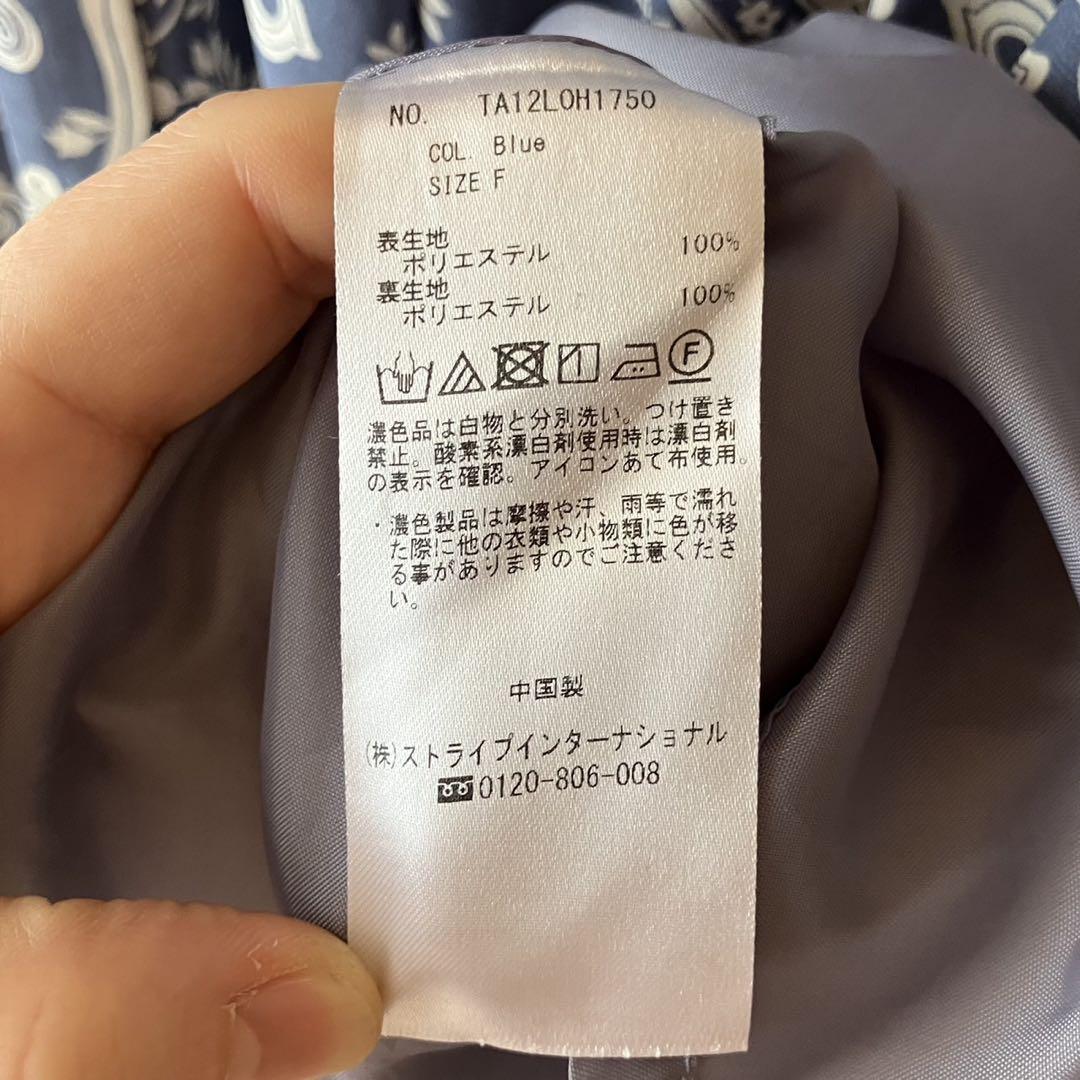 NO. TA12LOH1750
COL. Blue
SIZE F
表生地
ポリエステル 100%
裏生地
ポリエステル 100%
F
濃色品は白物と分別洗い。つけ置き
禁止。酸素系漂白剤使用時は漂白剤
の表示を確認。アイロンあて布使用。
・濃色製品は摩擦や汗、雨等で濡れ
た際に他の衣類や小物類に色が移
る事がありますのでご注意くださ
い。
中国製
(株)ストライプインターナショナル
0120-806-008